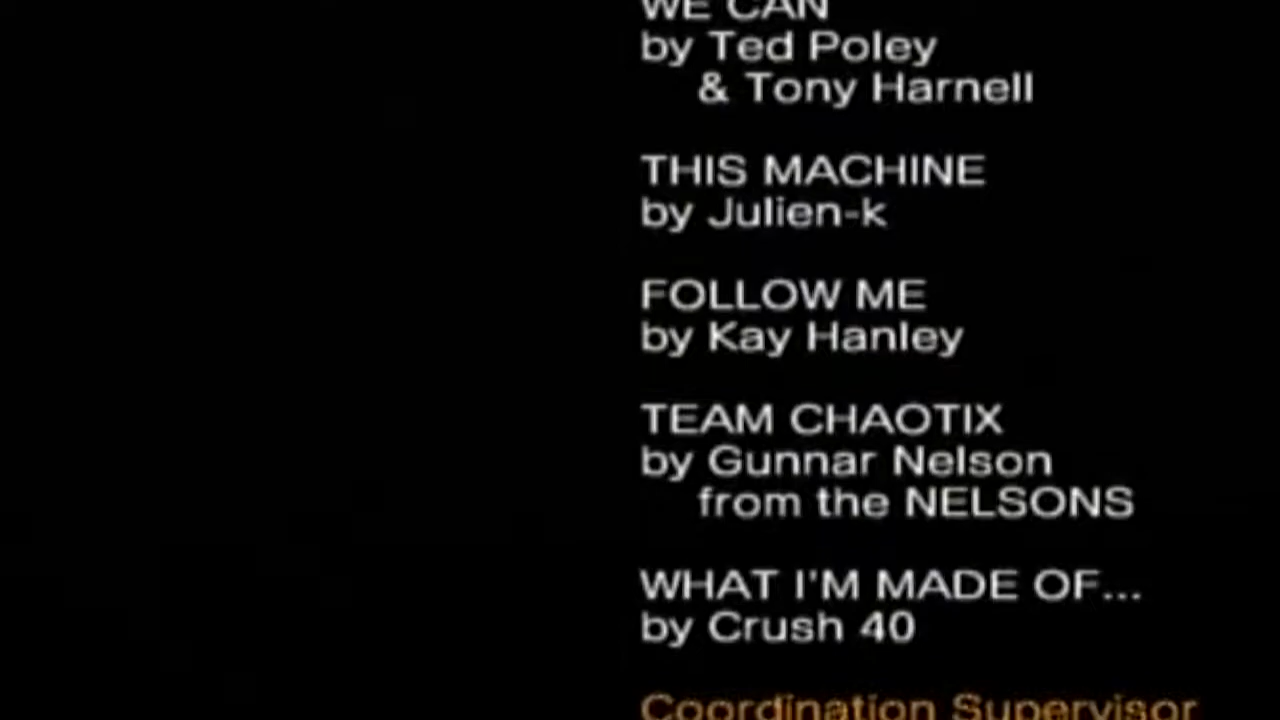 WE CAN
by Ted Poley
& Tony Harnell
THIS MACHINE
by Julien-k
FOLLOW ME
by Kay Hanley
TEAM CHAOTIX
by Gunnar Nelson
from the NELSONS
WHAT I'M MADE OF...
by Crush 40
Coordination Supervisor